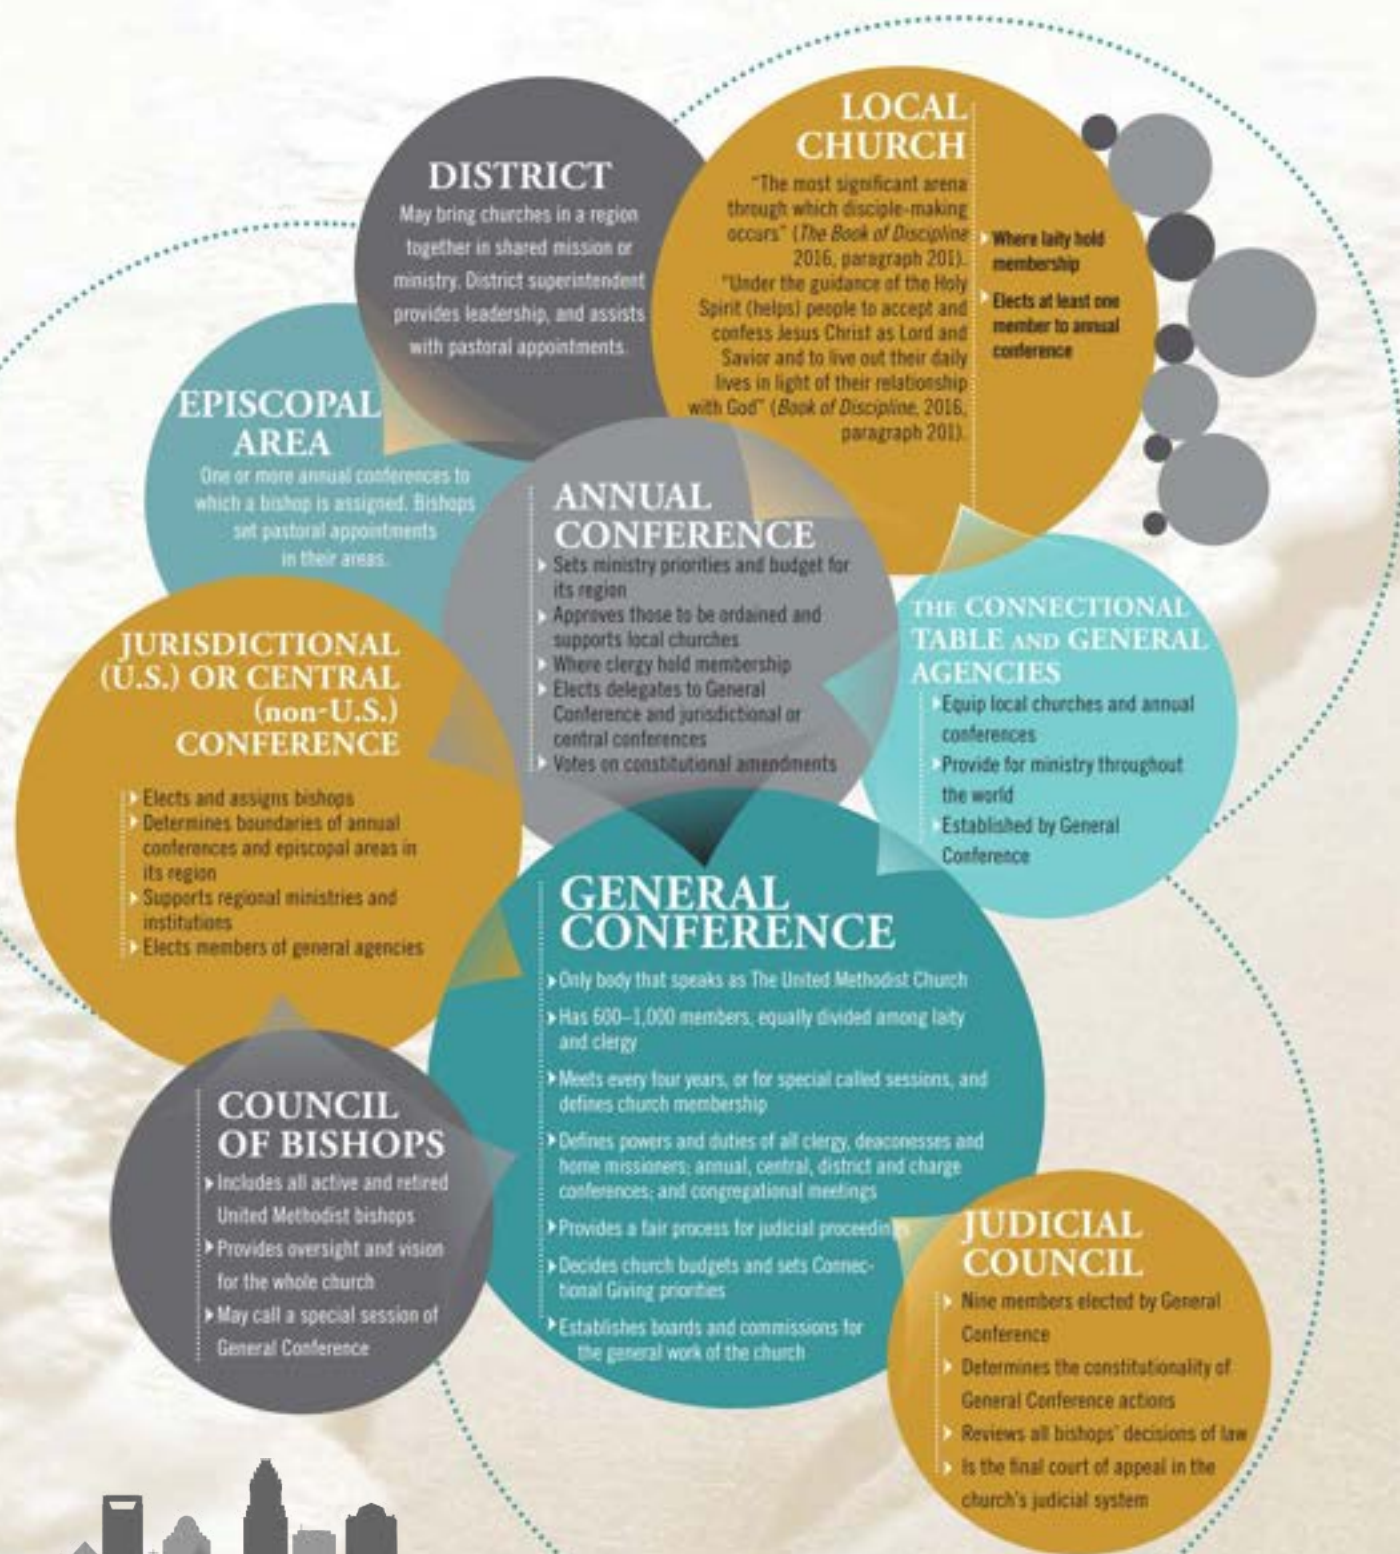 DISTRICT
May bring churches in a region
together in shared mission or
ministry. District superintendent
provides leadership, and assists
with pastoral appointments.
LOCAL
CHURCH
"The most significant arena
through which disciple-making
occurs" (The Book of Discipline
2016, paragraph 201).
"Under the guidance of the Holy
Spirit (helps) people to accept and
confess Jesus Christ as Lord and
Savior and to live out their daily
lives in light of their relationship
with God" (Book of Discipline, 2016,
paragraph 201).
Where laity hold
membership
Elects at least one
member to annual
conference
EPISCOPAL
AREA
One or more annual conferences to
which a bishop is assigned. Bishops
set pastoral appointments
in their areas.
ANNUAL
CONFERENCE
Sets ministry priorities and budget for
its region
Approves those to be ordained and
supports local churches
Where clergy hold membership
Elects delegates to General
Conference and jurisdictional or
central conferences
Votes on constitutional amendments
THE CONNECTIONAL
TABLE AND GENERAL
AGENCIES
Equip local churches and annual
conferences
Provide for ministry throughout
the world
Established by General
Conference
JURISDICTIONAL
(U.S.) OR CENTRAL
(non-U.S.)
CONFERENCE
Elects and assigns bishops
Determines boundaries of annual
conferences and episcopal areas in
its region
Supports regional ministries and
institutions
Elects members of general agencies
GENERAL
CONFERENCE
Only body that speaks as The United Methodist Church
Has 600–1,000 members, equally divided among laity
and clergy
Meets every four years, or for special called sessions, and
defines church membership
Defines powers and duties of all clergy, deaconesses and
home missioners; annual, central, district and charge
conferences; and congregational meetings
Provides a fair process for judicial proceedings
Decides church budgets and sets Connec-
tional Giving priorities
Establishes boards and commissions for
the general work of the church
COUNCIL
OF BISHOPS
Includes all active and retired
United Methodist bishops
Provides oversight and vision
for the whole church
May call a special session of
General Conference
JUDICIAL
COUNCIL
Nine members elected by General
Conference
Determines the constitutionality of
General Conference actions
Reviews all bishops' decisions of law
Is the final court of appeal in the
church's judicial system